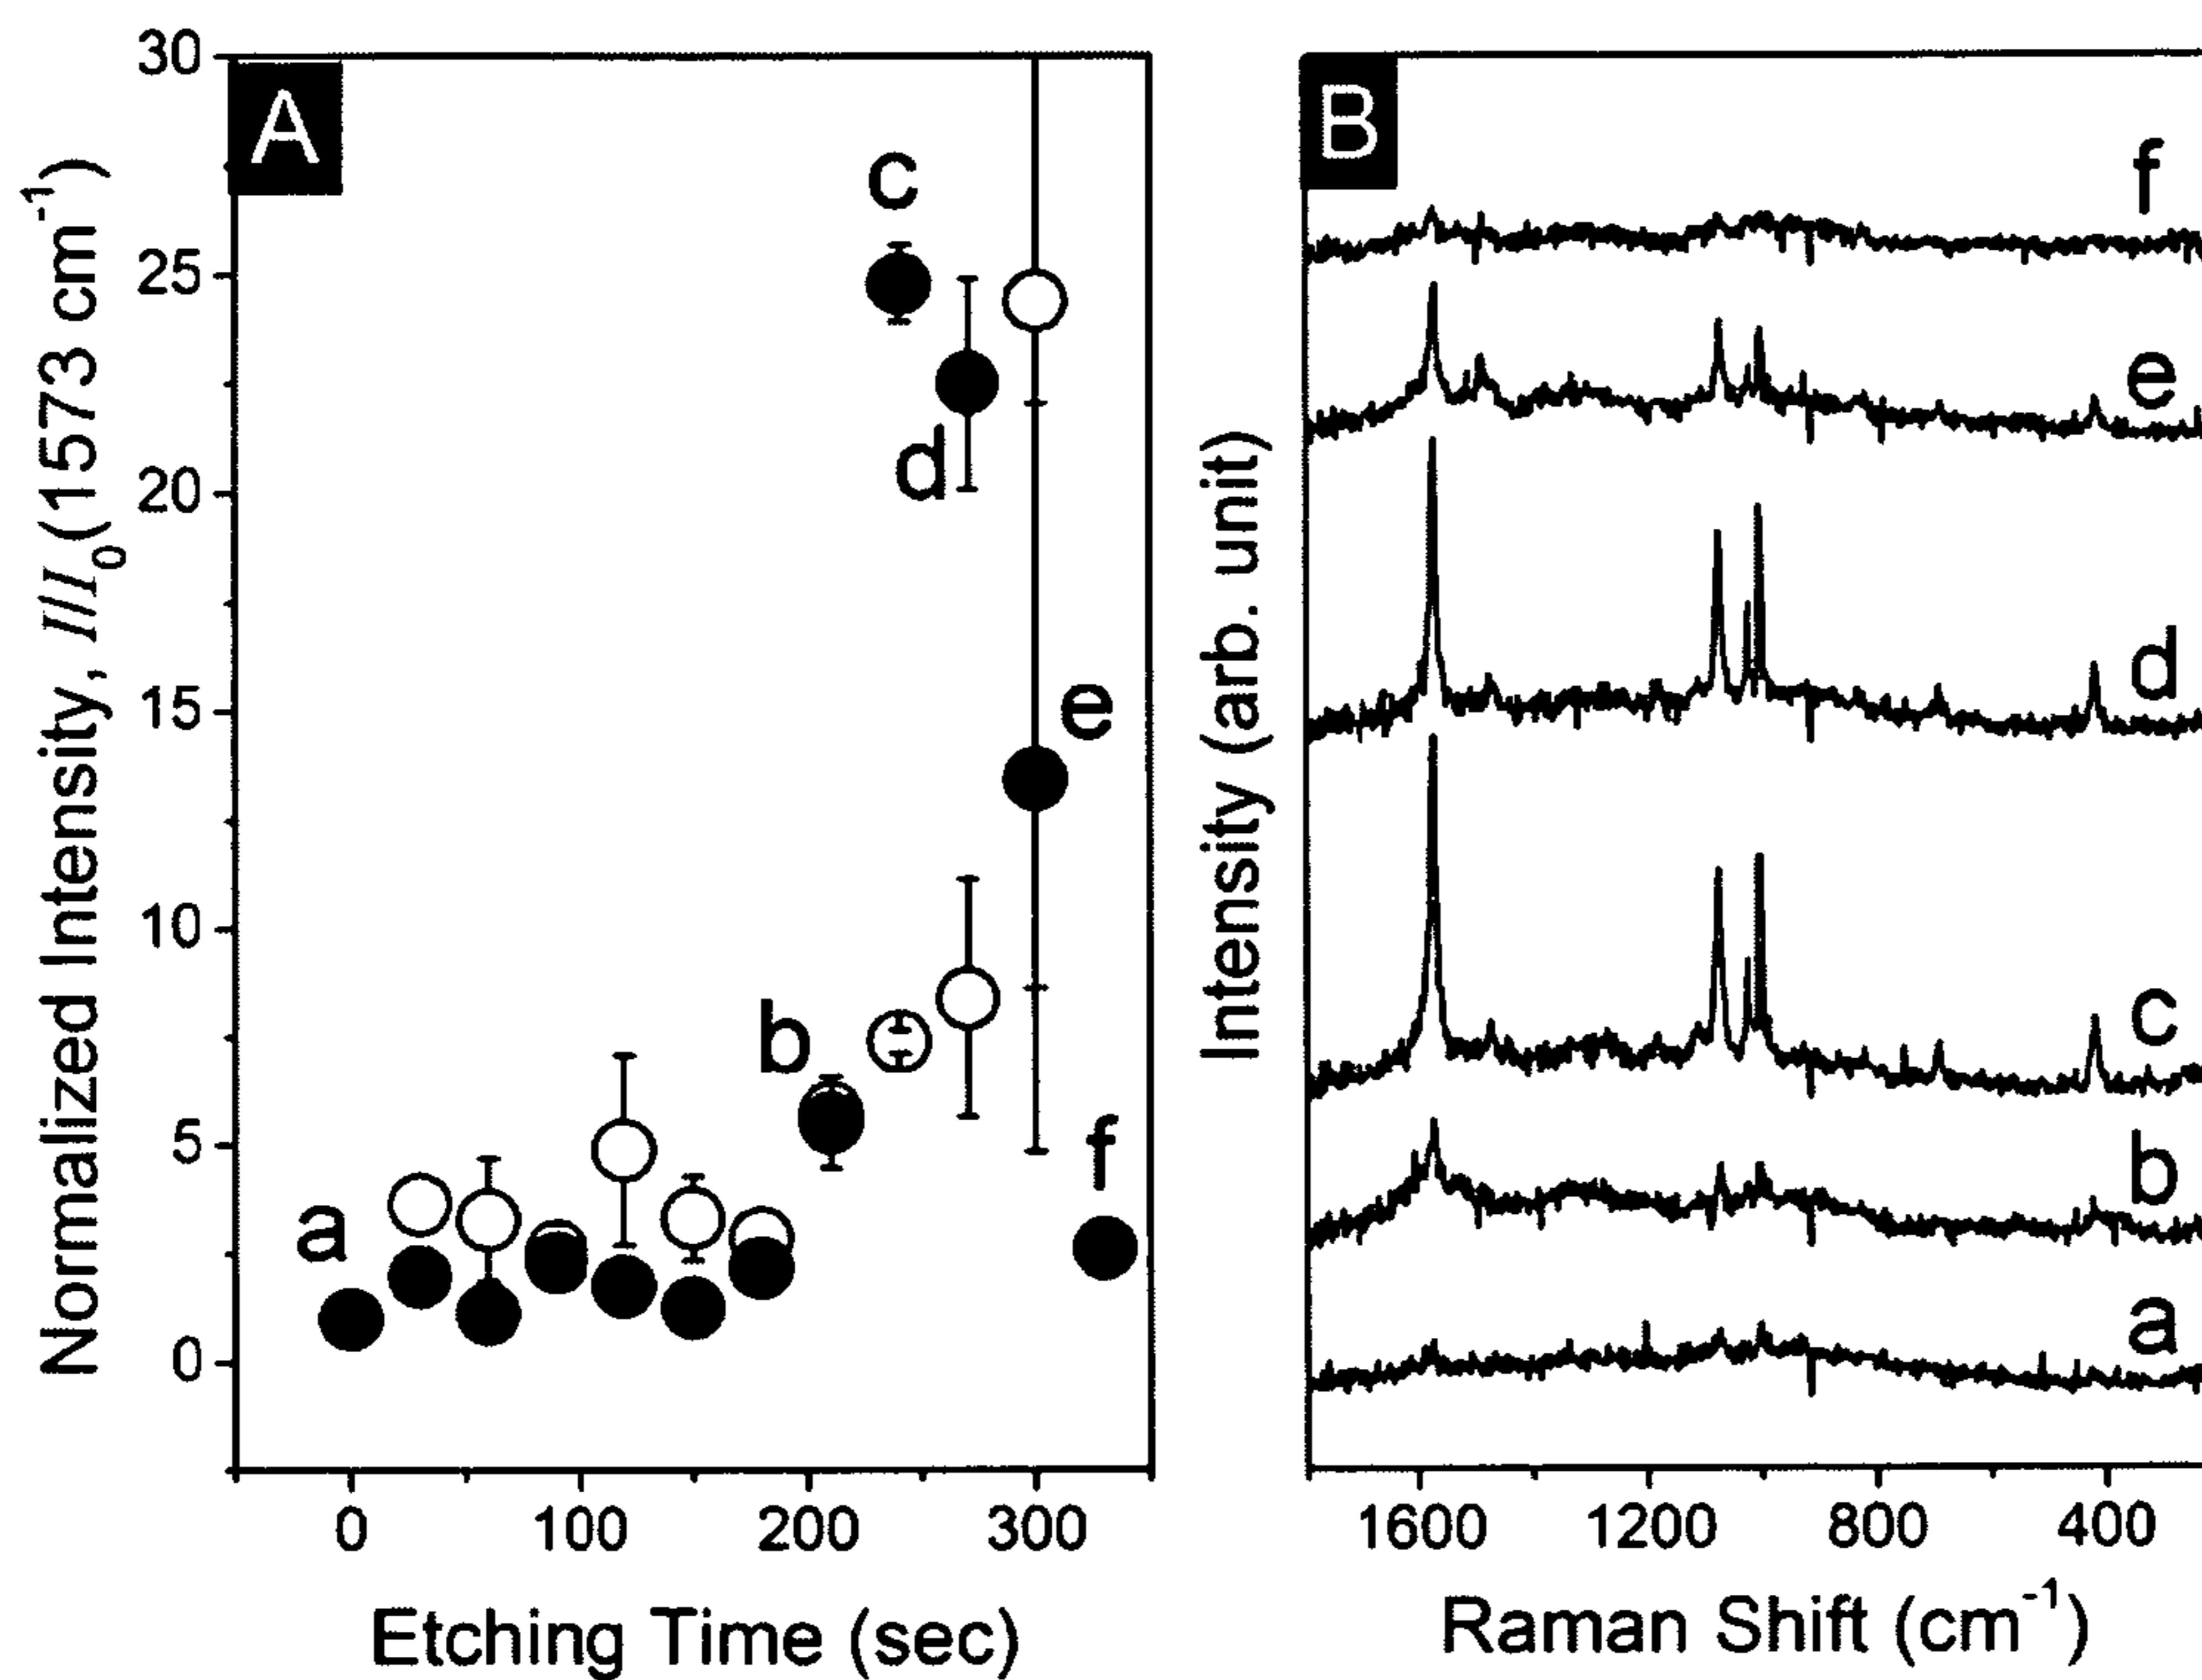 A
Normalized Intensity, I/I₀(1573 cm⁻¹)
30
25
20
15
10
5
0
a
b
c
d
e
f
0 100 200 300
Etching Time (sec)
B
Intensity (arb. unit)
f
e
d
c
b
a
1600 1200 800 400
Raman Shift (cm⁻¹)